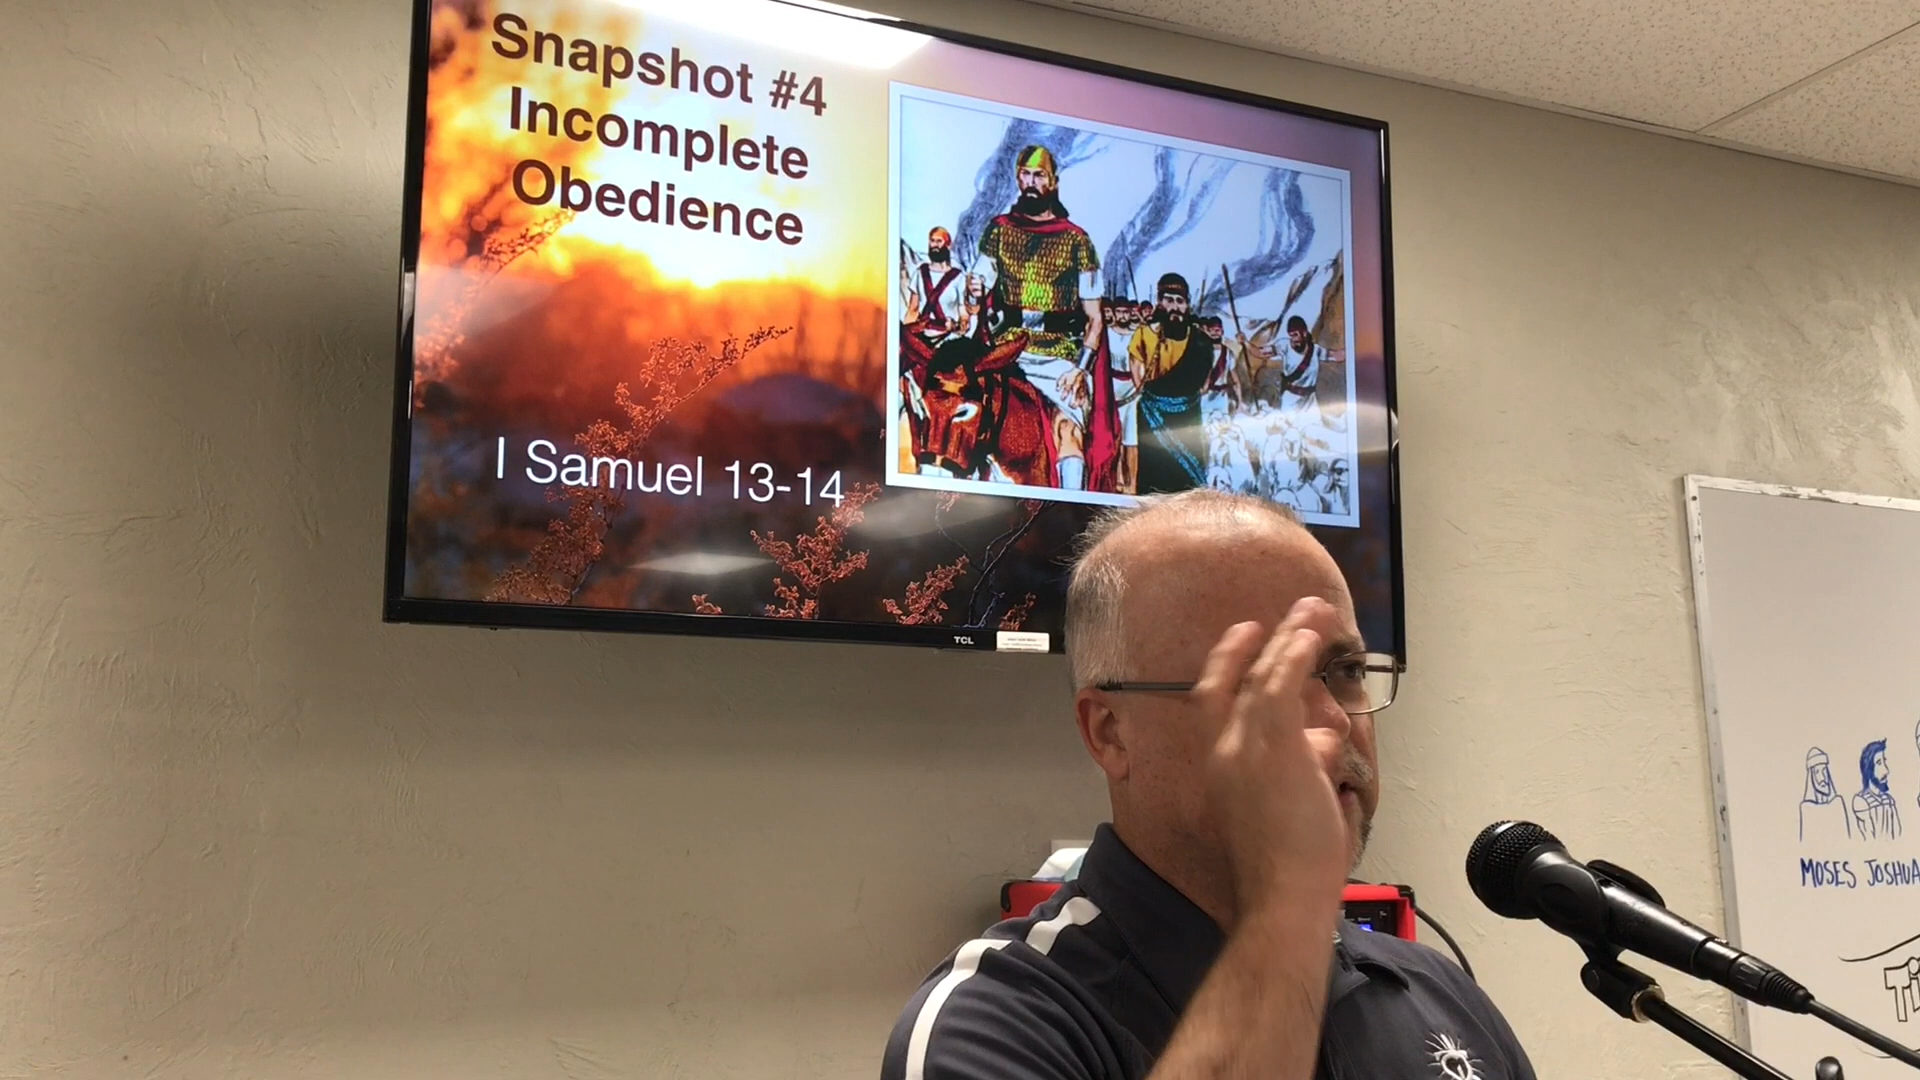 Snapshot #4
Incomplete
Obedience
I Samuel 13-14
TCL
MOSES JOSHUA